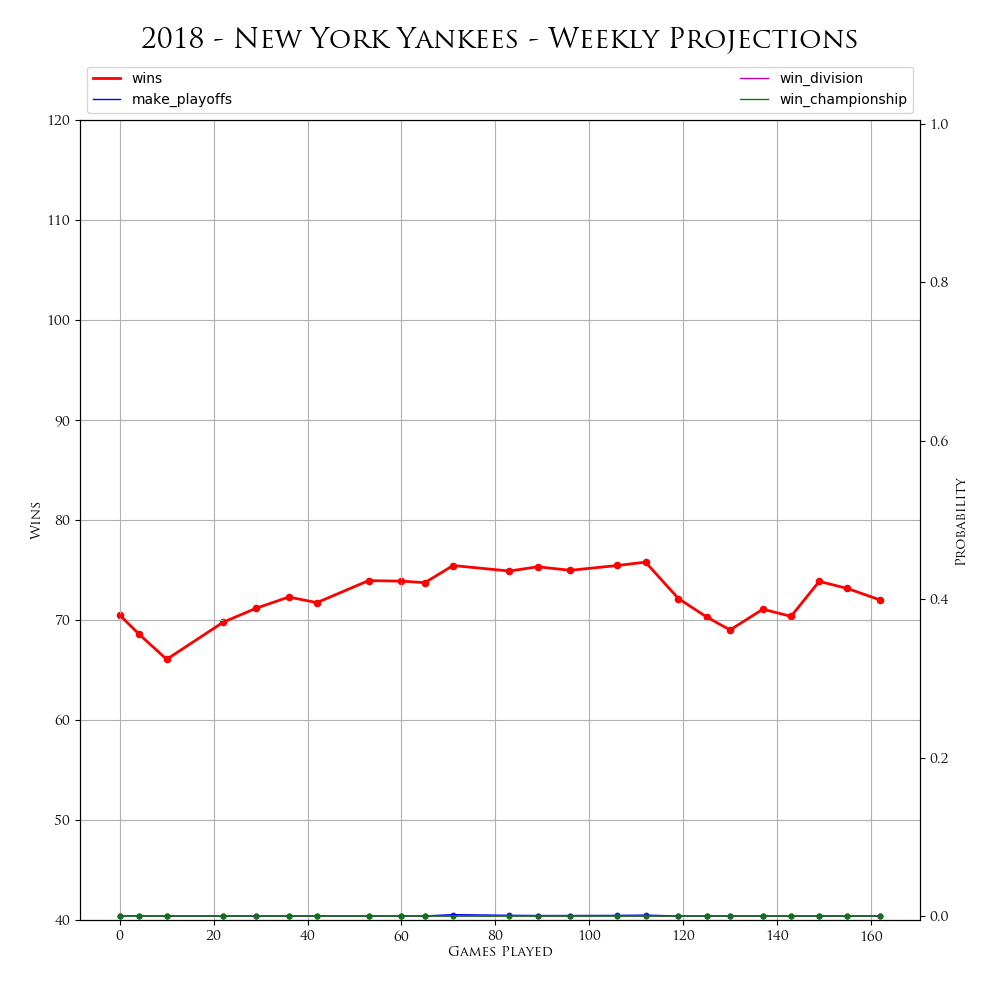 2018 - New York Yankees - Weekly Projections
wins
make_playoffs
win_division
win_championship
120
110
100
90
80
70
60
50
40
Wins
1.0
0.8
0.6
0.4
0.2
0.0
Probability
0 20 40 60 80 100 120 140 160
Games Played